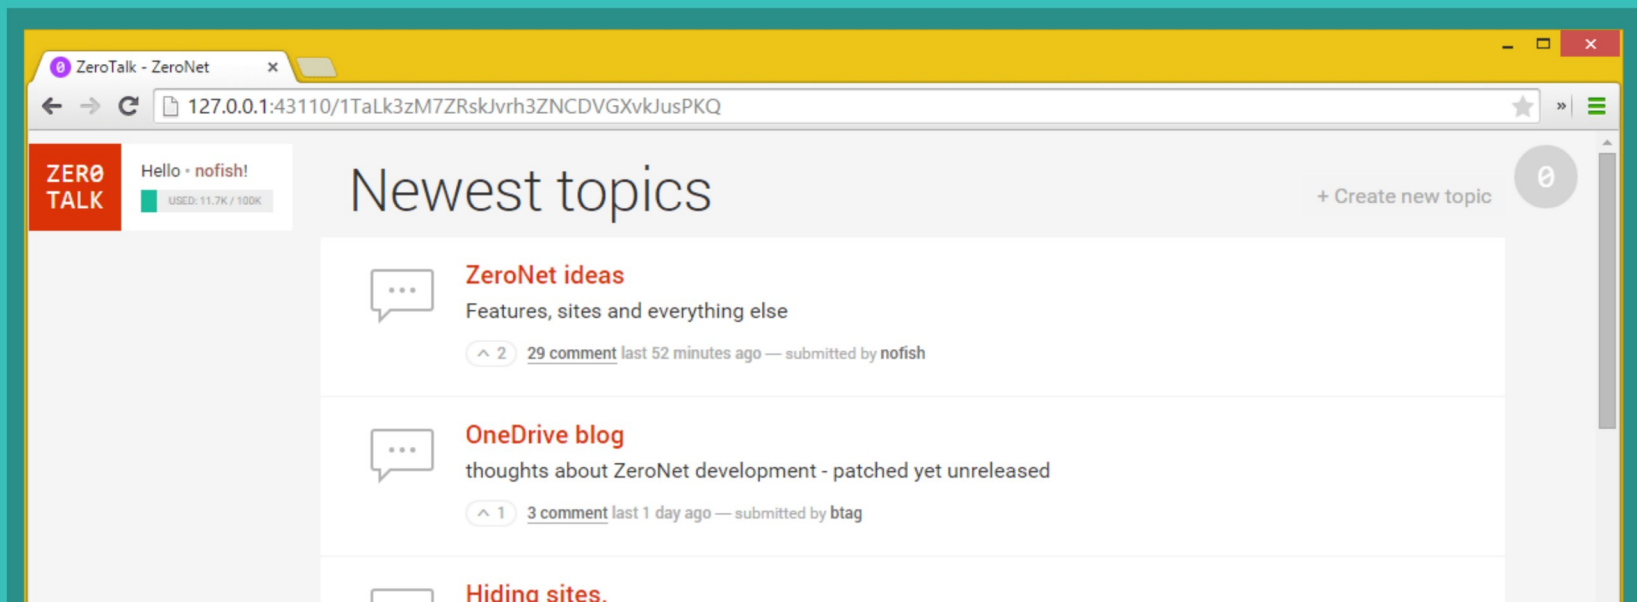 ZeroTalk - ZeroNet
127.0.0.1:43110/1TaLk3zM7ZRskJvrh3ZNCDVGXvkJusPKQ
ZER0
TALK
Hello • nofish!
USED: 11.7K / 100K
Newest topics
+ Create new topic
0
ZeroNet ideas
Features, sites and everything else
2 29 comment last 52 minutes ago — submitted by nofish
OneDrive blog
thoughts about ZeroNet development - patched yet unreleased
1 3 comment last 1 day ago — submitted by btag
Hiding sites.